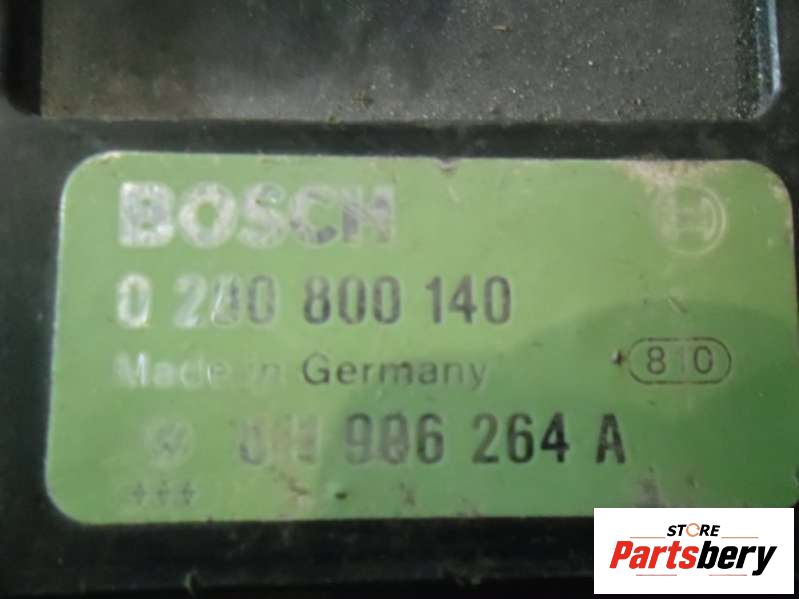 BOSCH
0 280 800 140
Made in Germany
810
906 264 A
STORE
Partsbery